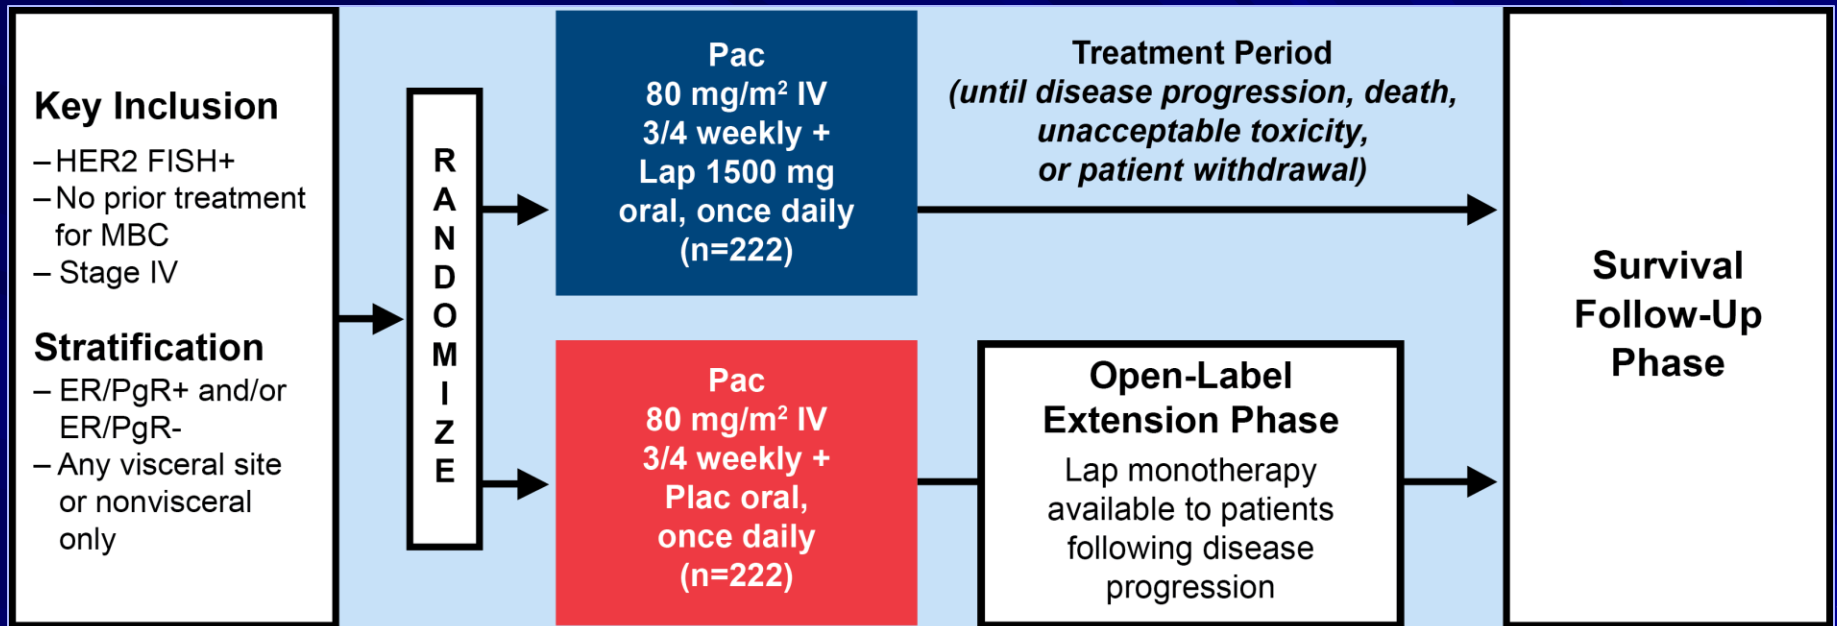 Key Inclusion
– HER2 FISH+
– No prior treatment
for MBC
– Stage IV
Stratification
– ER/PgR+ and/or
ER/PgR-
– Any visceral site
or nonvisceral
only
R
A
N
D
O
M
I
Z
E
Pac
80 mg/m² IV
3/4 weekly +
Lap 1500 mg
oral, once daily
(n=222)
Treatment Period
(until disease progression, death,
unacceptable toxicity,
or patient withdrawal)
Pac
80 mg/m² IV
3/4 weekly +
Plac oral,
once daily
(n=222)
Open-Label
Extension Phase
Lap monotherapy
available to patients
following disease
progression
Survival
Follow-Up
Phase